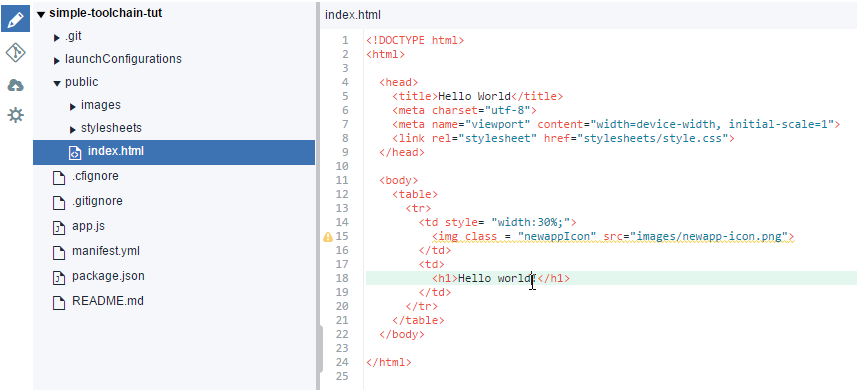 simple-toolchain-tut
.git
launchConfigurations
public
images
stylesheets
index.html
.cfignore
.gitignore
app.js
manifest.yml
package.json
README.md
index.html
1 <!DOCTYPE html>
2 <html>
3
4 <head>
5 <title>Hello World</title>
6 <meta charset="utf-8">
7 <meta name="viewport" content="width=device-width, initial-scale=1">
8 <link rel="stylesheet" href="stylesheets/style.css">
9 </head>
10
11 <body>
12 <table>
13 <tr>
14 <td style= "width:30%;">
15 <img class = "newappIcon" src="images/newapp-icon.png">
16 </td>
17 <td>
18 <h1>Hello world</h1>
19 </td>
20 </tr>
21 </table>
22 </body>
23
24 </html>
25